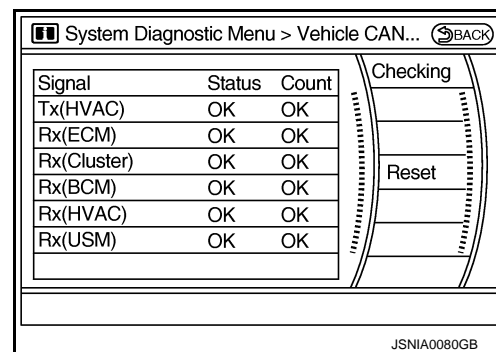 System Diagnostic Menu > Vehicle CAN... BACK
Checking
Signal Status Count
Tx(HVAC) OK OK
Rx(ECM) OK OK
Rx(Cluster) OK OK
Reset
Rx(BCM) OK OK
Rx(HVAC) OK OK
Rx(USM) OK OK
JSNIA0080GB